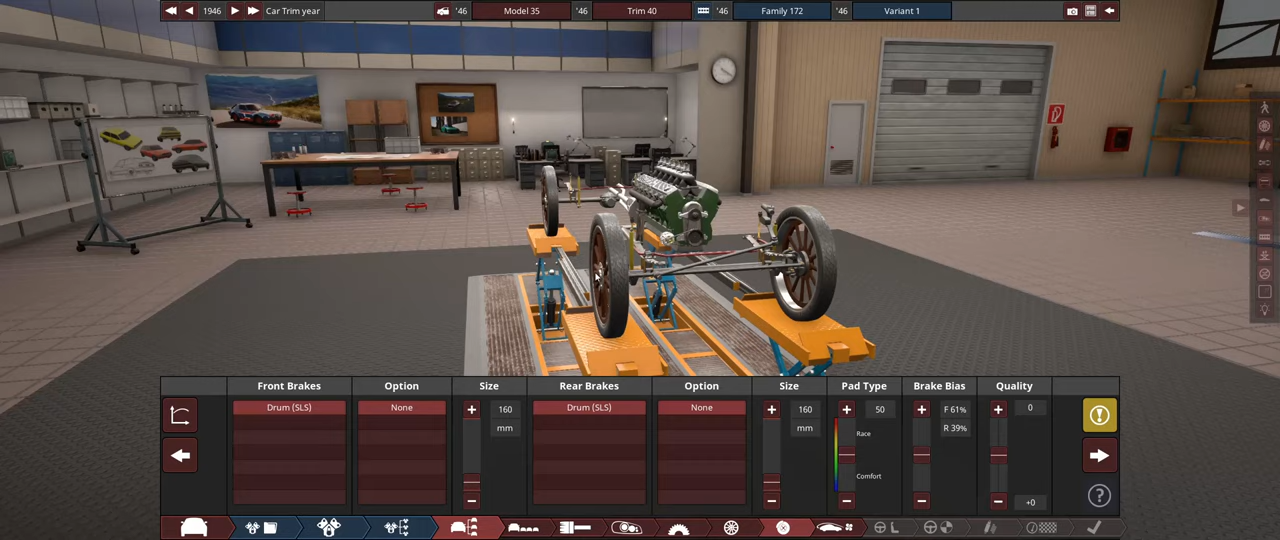 1946 Car Trim year '46 Model 35 '46 Trim 40 '46 Family 172 '46 Variant 1
Front Brakes Option Size Rear Brakes Option Size Pad Type Brake Bias Quality
Drum (SLS) None 160 Drum (SLS) None 160 50 F 61% 0
mm mm R 39%
Race
Comfort
+0